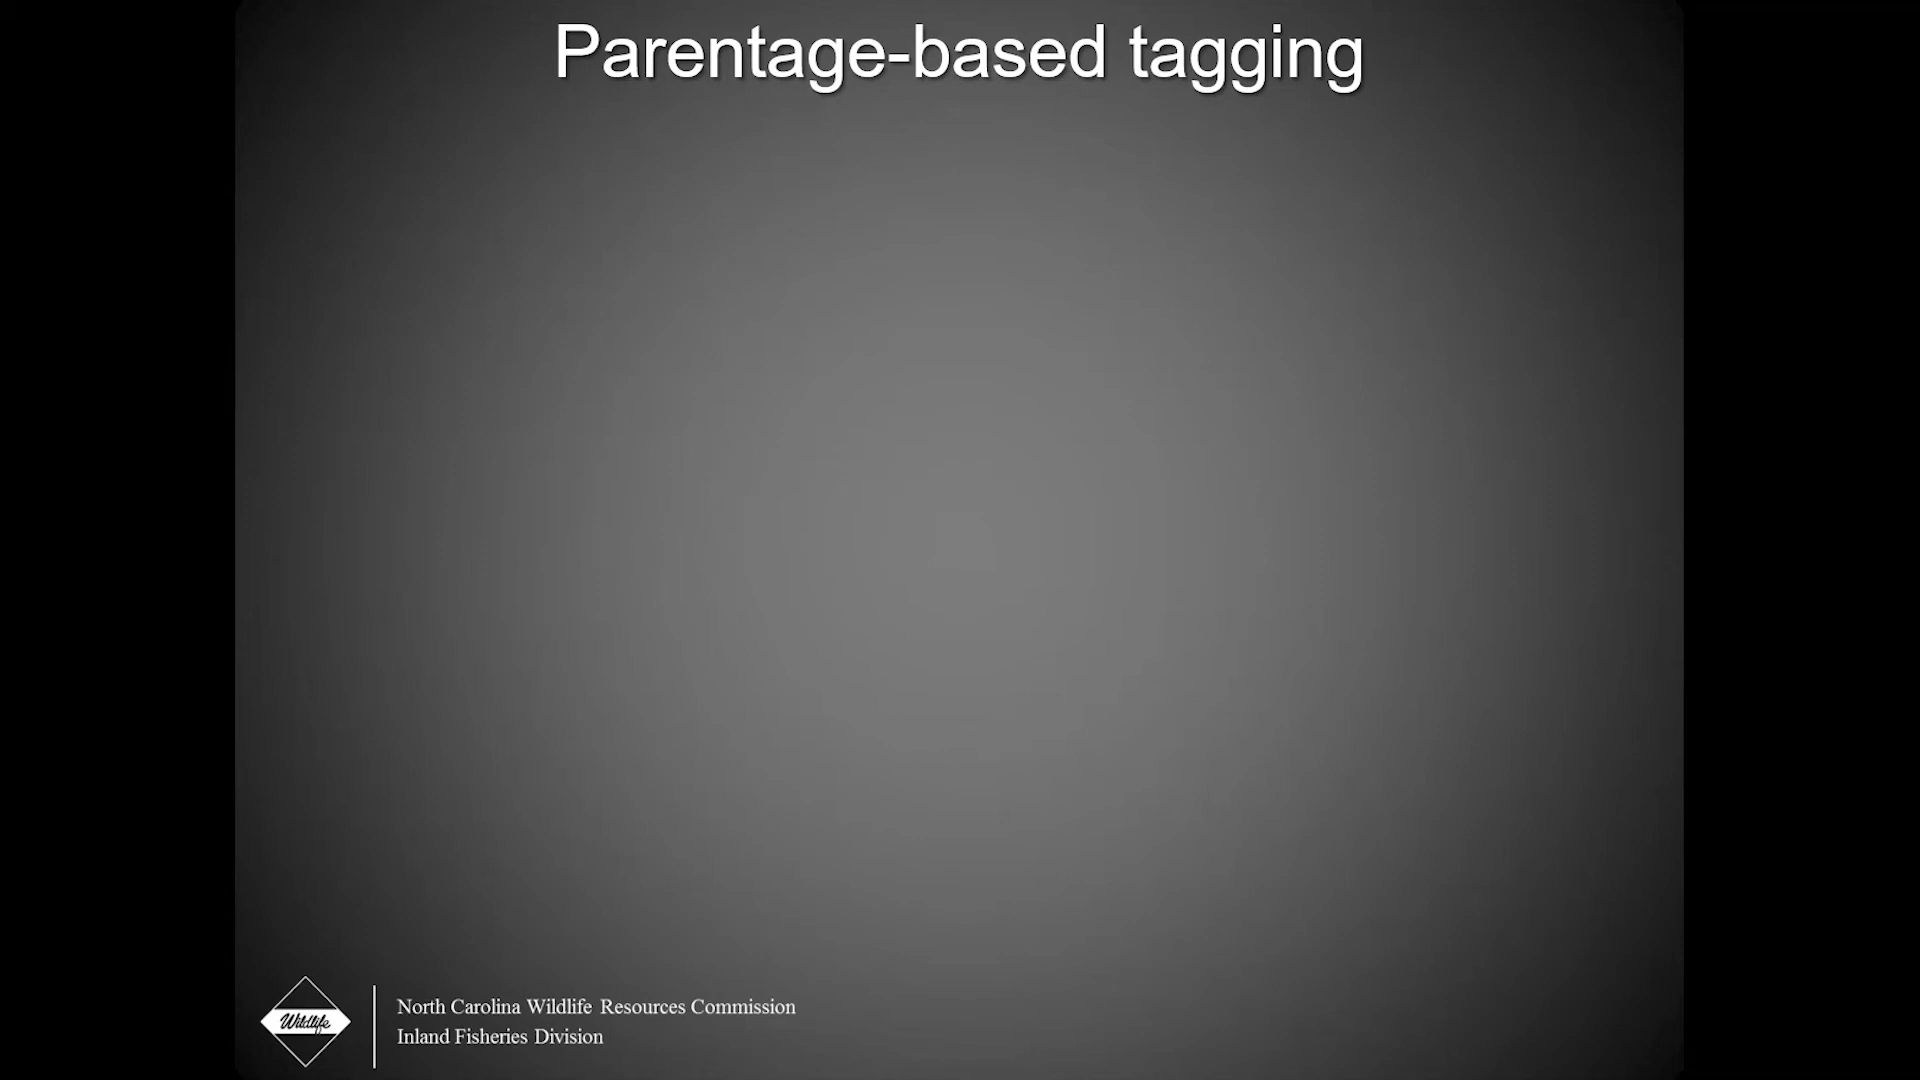 Parentage-based tagging
Wildlife
North Carolina Wildlife Resources Commission
Inland Fisheries Division